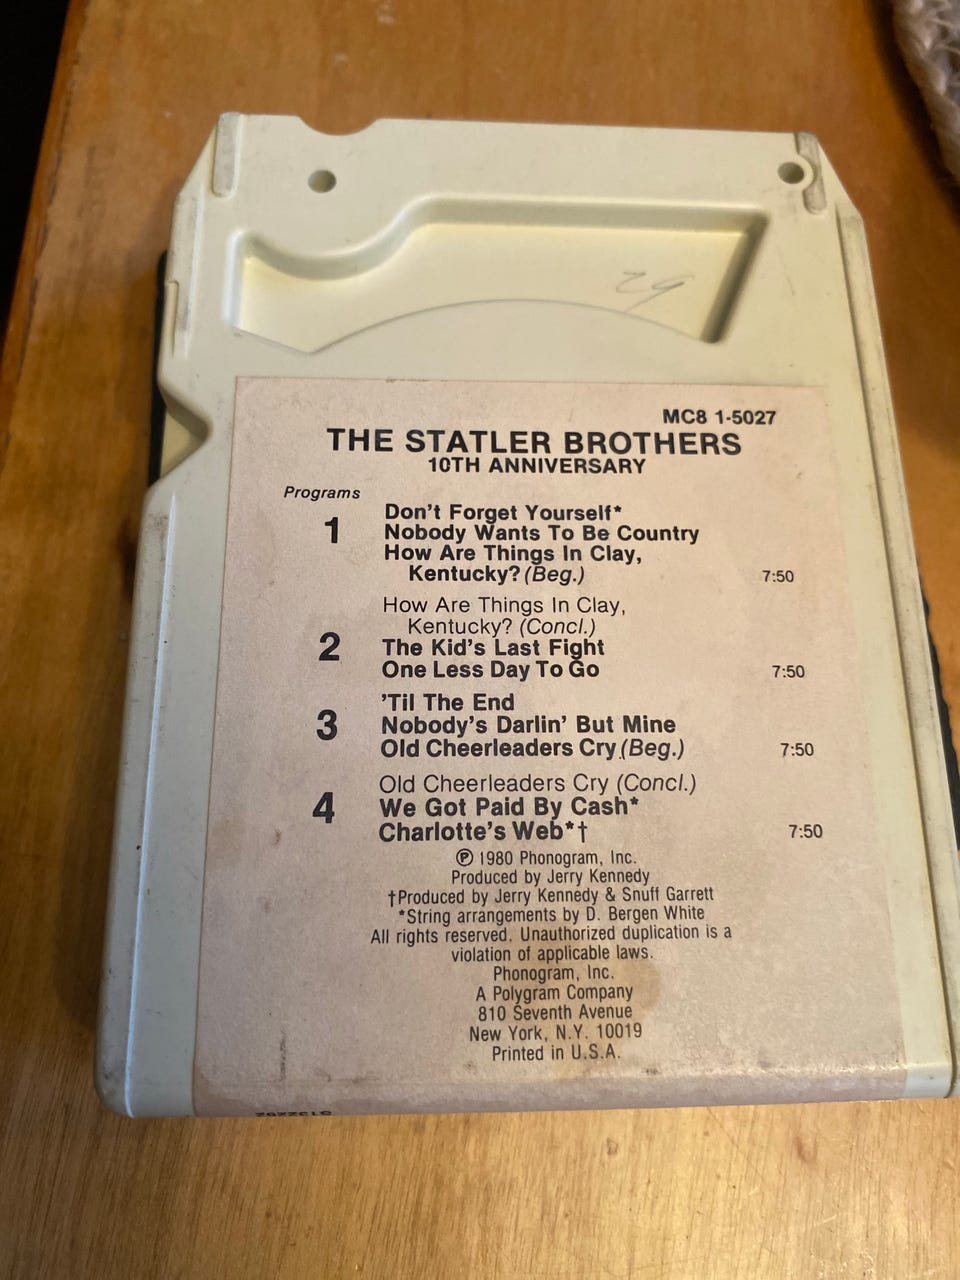 29
MC8 1-5027
THE STATLER BROTHERS
10TH ANNIVERSARY
Programs
1
Don't Forget Yourself*
Nobody Wants To Be Country
How Are Things In Clay,
Kentucky? (Beg.) 7:50
2
How Are Things In Clay,
Kentucky? (Concl.)
The Kid's Last Fight
One Less Day To Go 7:50
3
'Til The End
Nobody's Darlin' But Mine
Old Cheerleaders Cry (Beg.) 7:50
4
Old Cheerleaders Cry (Concl.)
We Got Paid By Cash*
Charlotte's Web*† 7:50
℗ 1980 Phonogram, Inc.
Produced by Jerry Kennedy
†Produced by Jerry Kennedy & Snuff Garrett
*String arrangements by D. Bergen White
All rights reserved. Unauthorized duplication is a
violation of applicable laws.
Phonogram, Inc.
A Polygram Company
810 Seventh Avenue
New York, N.Y. 10019
Printed in U.S.A.